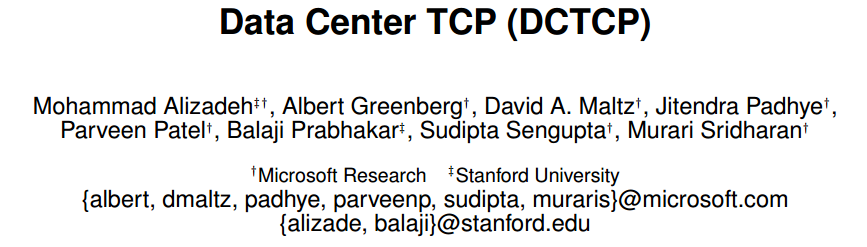 Data Center TCP (DCTCP)
Mohammad Alizadeh‡†, Albert Greenberg†, David A. Maltz†, Jitendra Padhye†,
Parveen Patel†, Balaji Prabhakar‡, Sudipta Sengupta†, Murari Sridharan†
†Microsoft Research ‡Stanford University
{albert, dmaltz, padhye, parveenp, sudipta, muraris}@microsoft.com
{alizade, balaji}@stanford.edu